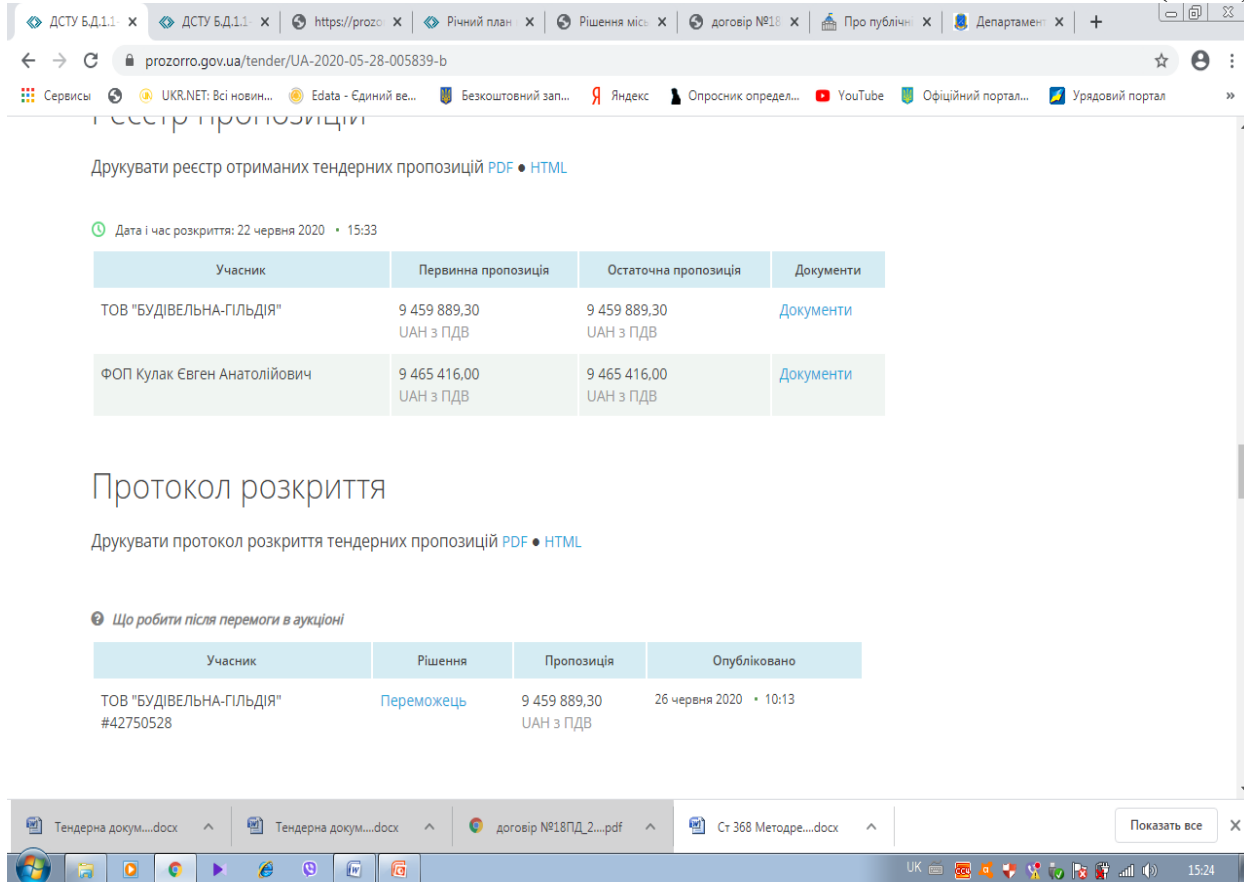 ДСТУ Б.Д.1.1-
ДСТУ Б.Д.1.1-
https://prozo
Річний план
Рішення міс
договір №18
Про публічн
Департамен
prozorro.gov.ua/tender/UA-2020-05-28-005839-b
Сервисы
UKR.NET: Всі новин...
Edata - Єдиний ве...
Безкоштовний зап...
Яндекс
Опросник определ...
YouTube
Офіційний портал...
Урядовий портал
»
Реєстр пропозицій
Друкувати реєстр отриманих тендерних пропозицій PDF ● HTML
Дата і час розкриття: 22 червня 2020 • 15:33
Учасник Первинна пропозиція Остаточна пропозиція Документи
ТОВ "БУДІВЕЛЬНА-ГІЛЬДІЯ" 9 459 889,30 9 459 889,30 Документи
UAH з ПДВ UAH з ПДВ
ФОП Кулак Євген Анатолійович 9 465 416,00 9 465 416,00 Документи
UAH з ПДВ UAH з ПДВ
Протокол розкриття
Друкувати протокол розкриття тендерних пропозицій PDF ● HTML
Що робити після перемоги в аукціоні
Учасник Рішення Пропозиція Опубліковано
ТОВ "БУДІВЕЛЬНА-ГІЛЬДІЯ" Переможець 9 459 889,30 26 червня 2020 • 10:13
#42750528 UAH з ПДВ
Тендерна докум....docx
Тендерна докум....docx
договір №18ПД_2....pdf
Ст 368 Методре....docx
Показать все
UK
15:24